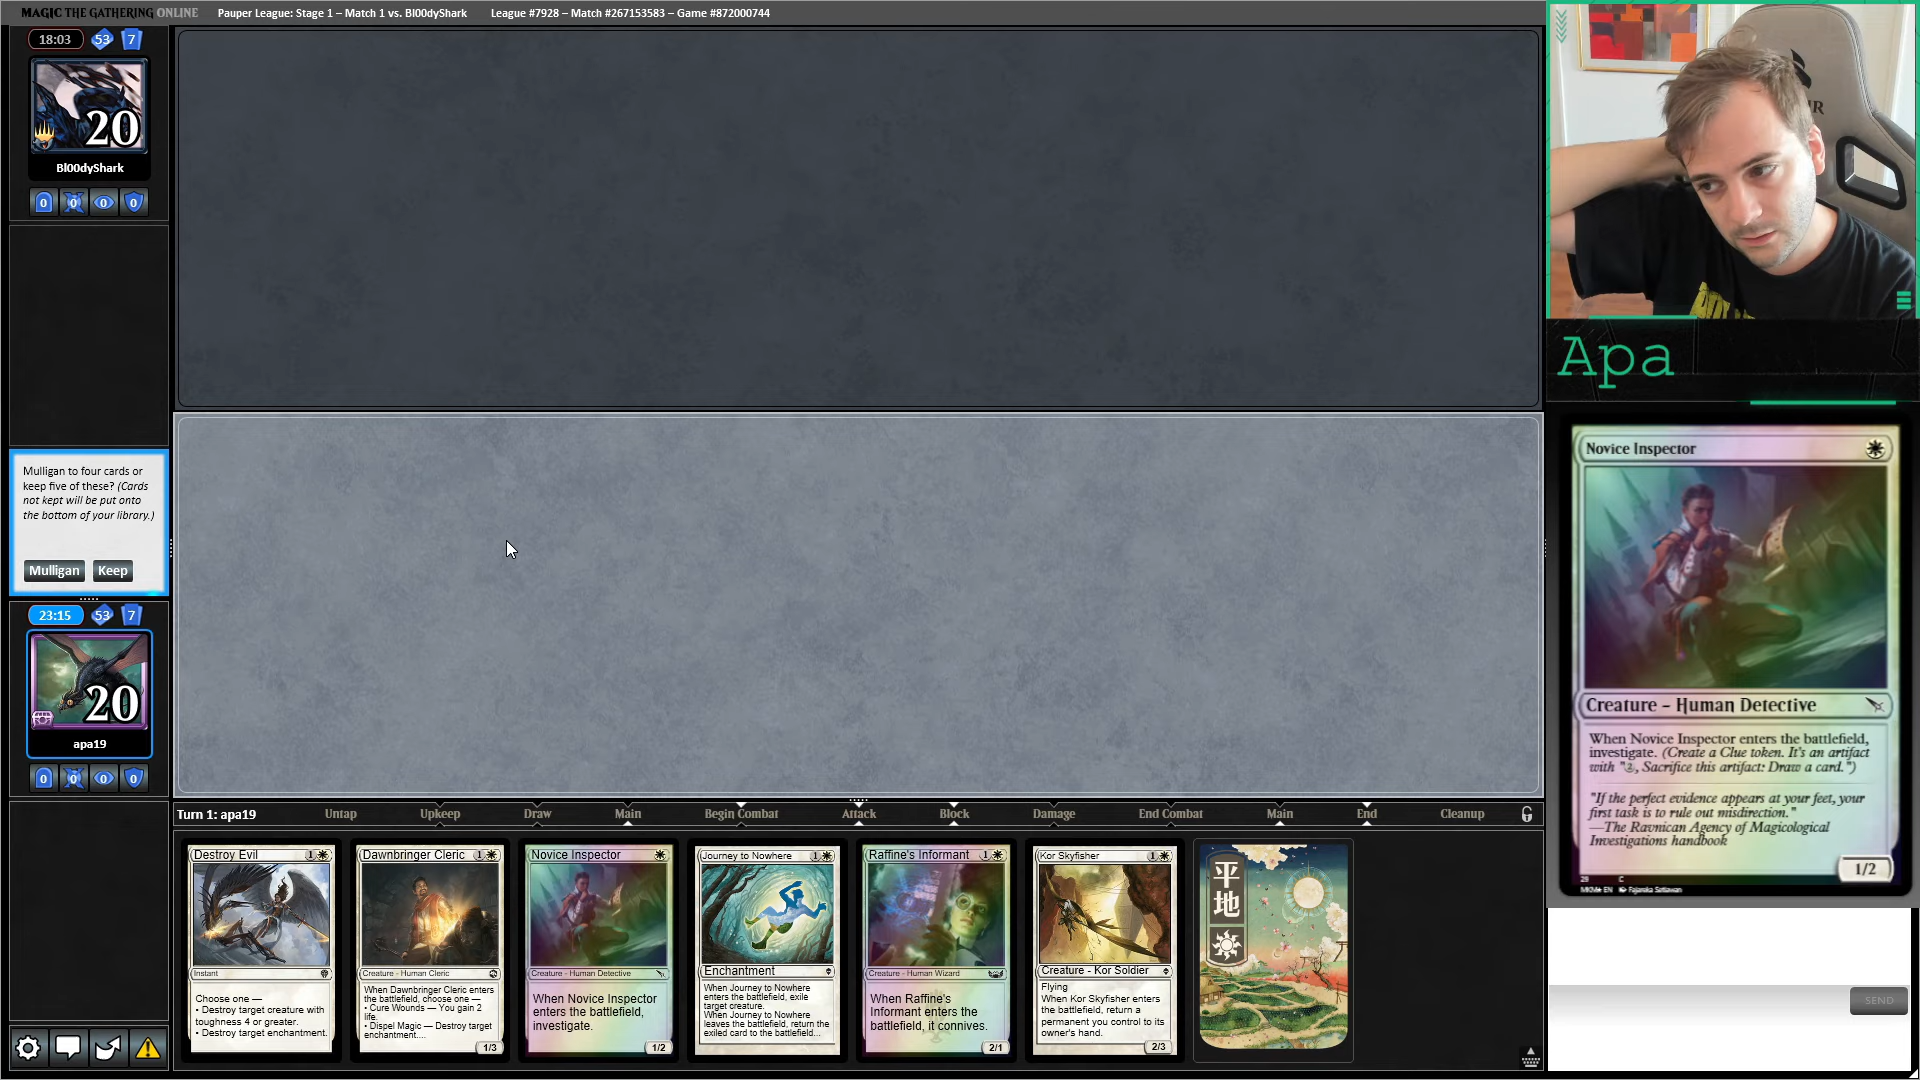 MAGIC THE GATHERING ONLINE
Pauper League: Stage 1 – Match 1 vs. Bl00dyShark
League #7928 – Match #267153583 – Game #872000744
18:03
53
7
20
Bl00dyShark
0
0
0
0
Mulligan to four cards or
keep five of these? (Cards
not kept will be put onto
the bottom of your library.)
Mulligan
Keep
23:15
53
7
20
apa19
0
0
0
0
Turn 1: apa19
Untap
Upkeep
Draw
Main
Begin Combat
Attack
Block
Damage
End Combat
Main
End
Cleanup
Destroy Evil
1
Instant
Choose one —
• Destroy target creature with
toughness 4 or greater.
• Destroy target enchantment.
Dawnbringer Cleric
1
Creature - Human Cleric
When Dawnbringer Cleric enters
the battlefield, choose one —
• Cure Wounds — You gain 2
life.
• Dispel Magic — Destroy target
enchantment....
1/3
Novice Inspector
Creature - Human Detective
When Novice Inspector
enters the battlefield,
investigate.
1/2
Journey to Nowhere
1
Enchantment
When Journey to Nowhere
enters the battlefield, exile
target creature.
When Journey to Nowhere
leaves the battlefield, return the
exiled card to the battlefield...
Raffine's Informant
1
Creature - Human Wizard
When Raffine's
Informant enters the
battlefield, it connives.
2/1
Kor Skyfisher
1
Creature - Kor Soldier
Flying
When Kor Skyfisher enters
the battlefield, return a
permanent you control to its
owner's hand.
2/3
平地
Apa
Novice Inspector
Creature – Human Detective
When Novice Inspector enters the battlefield,
investigate. (Create a Clue token. It's an artifact
with "2, Sacrifice this artifact: Draw a card.")
"If the perfect evidence appears at your feet, your
first task is to rule out misdirection."
—The Ravnican Agency of Magicological
Investigations handbook
1/2
C
EN
SEND